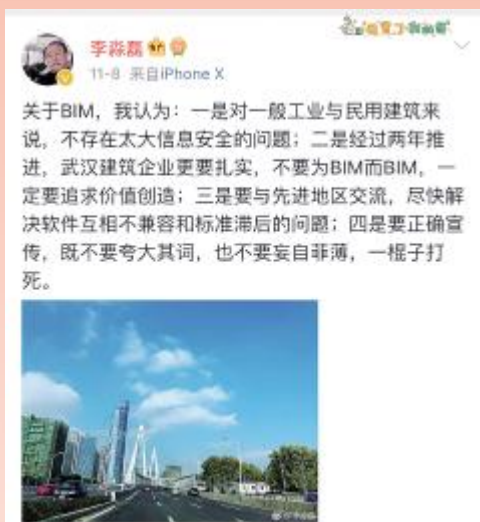 李淼磊
11-8 来自iPhone X
关于BIM，我认为：一是对一般工业与民用建筑来
说，不存在太大信息安全的问题；二是经过两年推
进，武汉建筑企业更要扎实，不要为BIM而BIM，一
定要追求价值创造；三是要与先进地区交流，尽快解
决软件互相不兼容和标准滞后的问题；四是要正确宣
传，既不要夸大其词，也不要妄自菲薄，一棍子打
死。